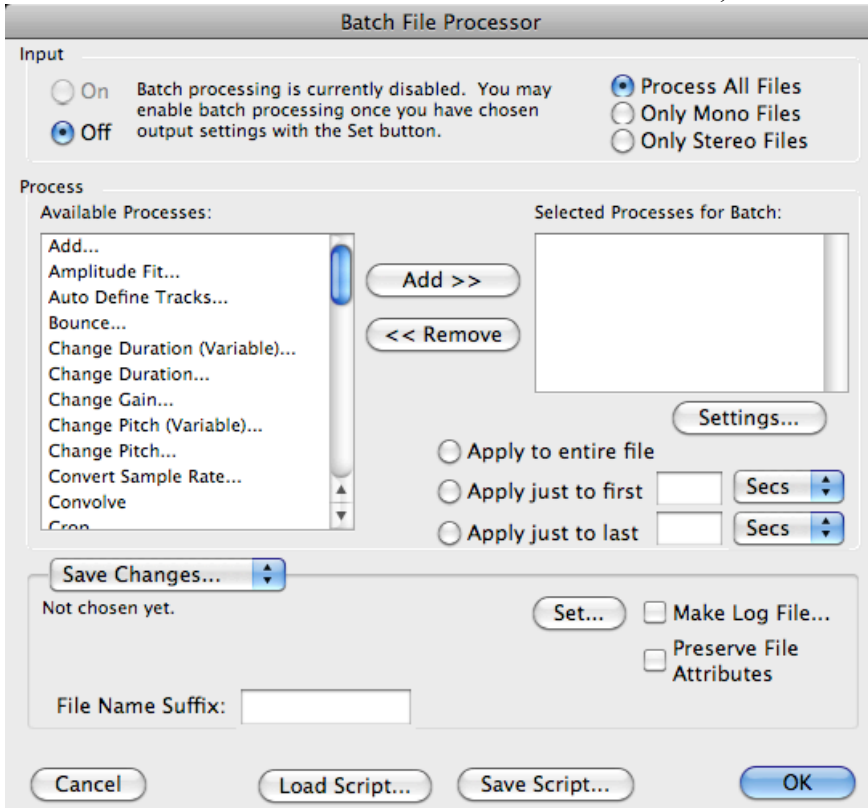 Batch File Processor
Input
On
Off
Batch processing is currently disabled. You may
enable batch processing once you have chosen
output settings with the Set button.
Process All Files
Only Mono Files
Only Stereo Files
Process
Available Processes:
Add...
Amplitude Fit...
Auto Define Tracks...
Bounce...
Change Duration (Variable)...
Change Duration...
Change Gain...
Change Pitch (Variable)...
Change Pitch...
Convert Sample Rate...
Convolve
Crop
Add >>
<< Remove
Selected Processes for Batch:
Settings...
Apply to entire file
Apply just to first
Secs
Apply just to last
Secs
Save Changes...
Not chosen yet.
Set...
Make Log File...
Preserve File
Attributes
File Name Suffix:
Cancel
Load Script...
Save Script...
OK